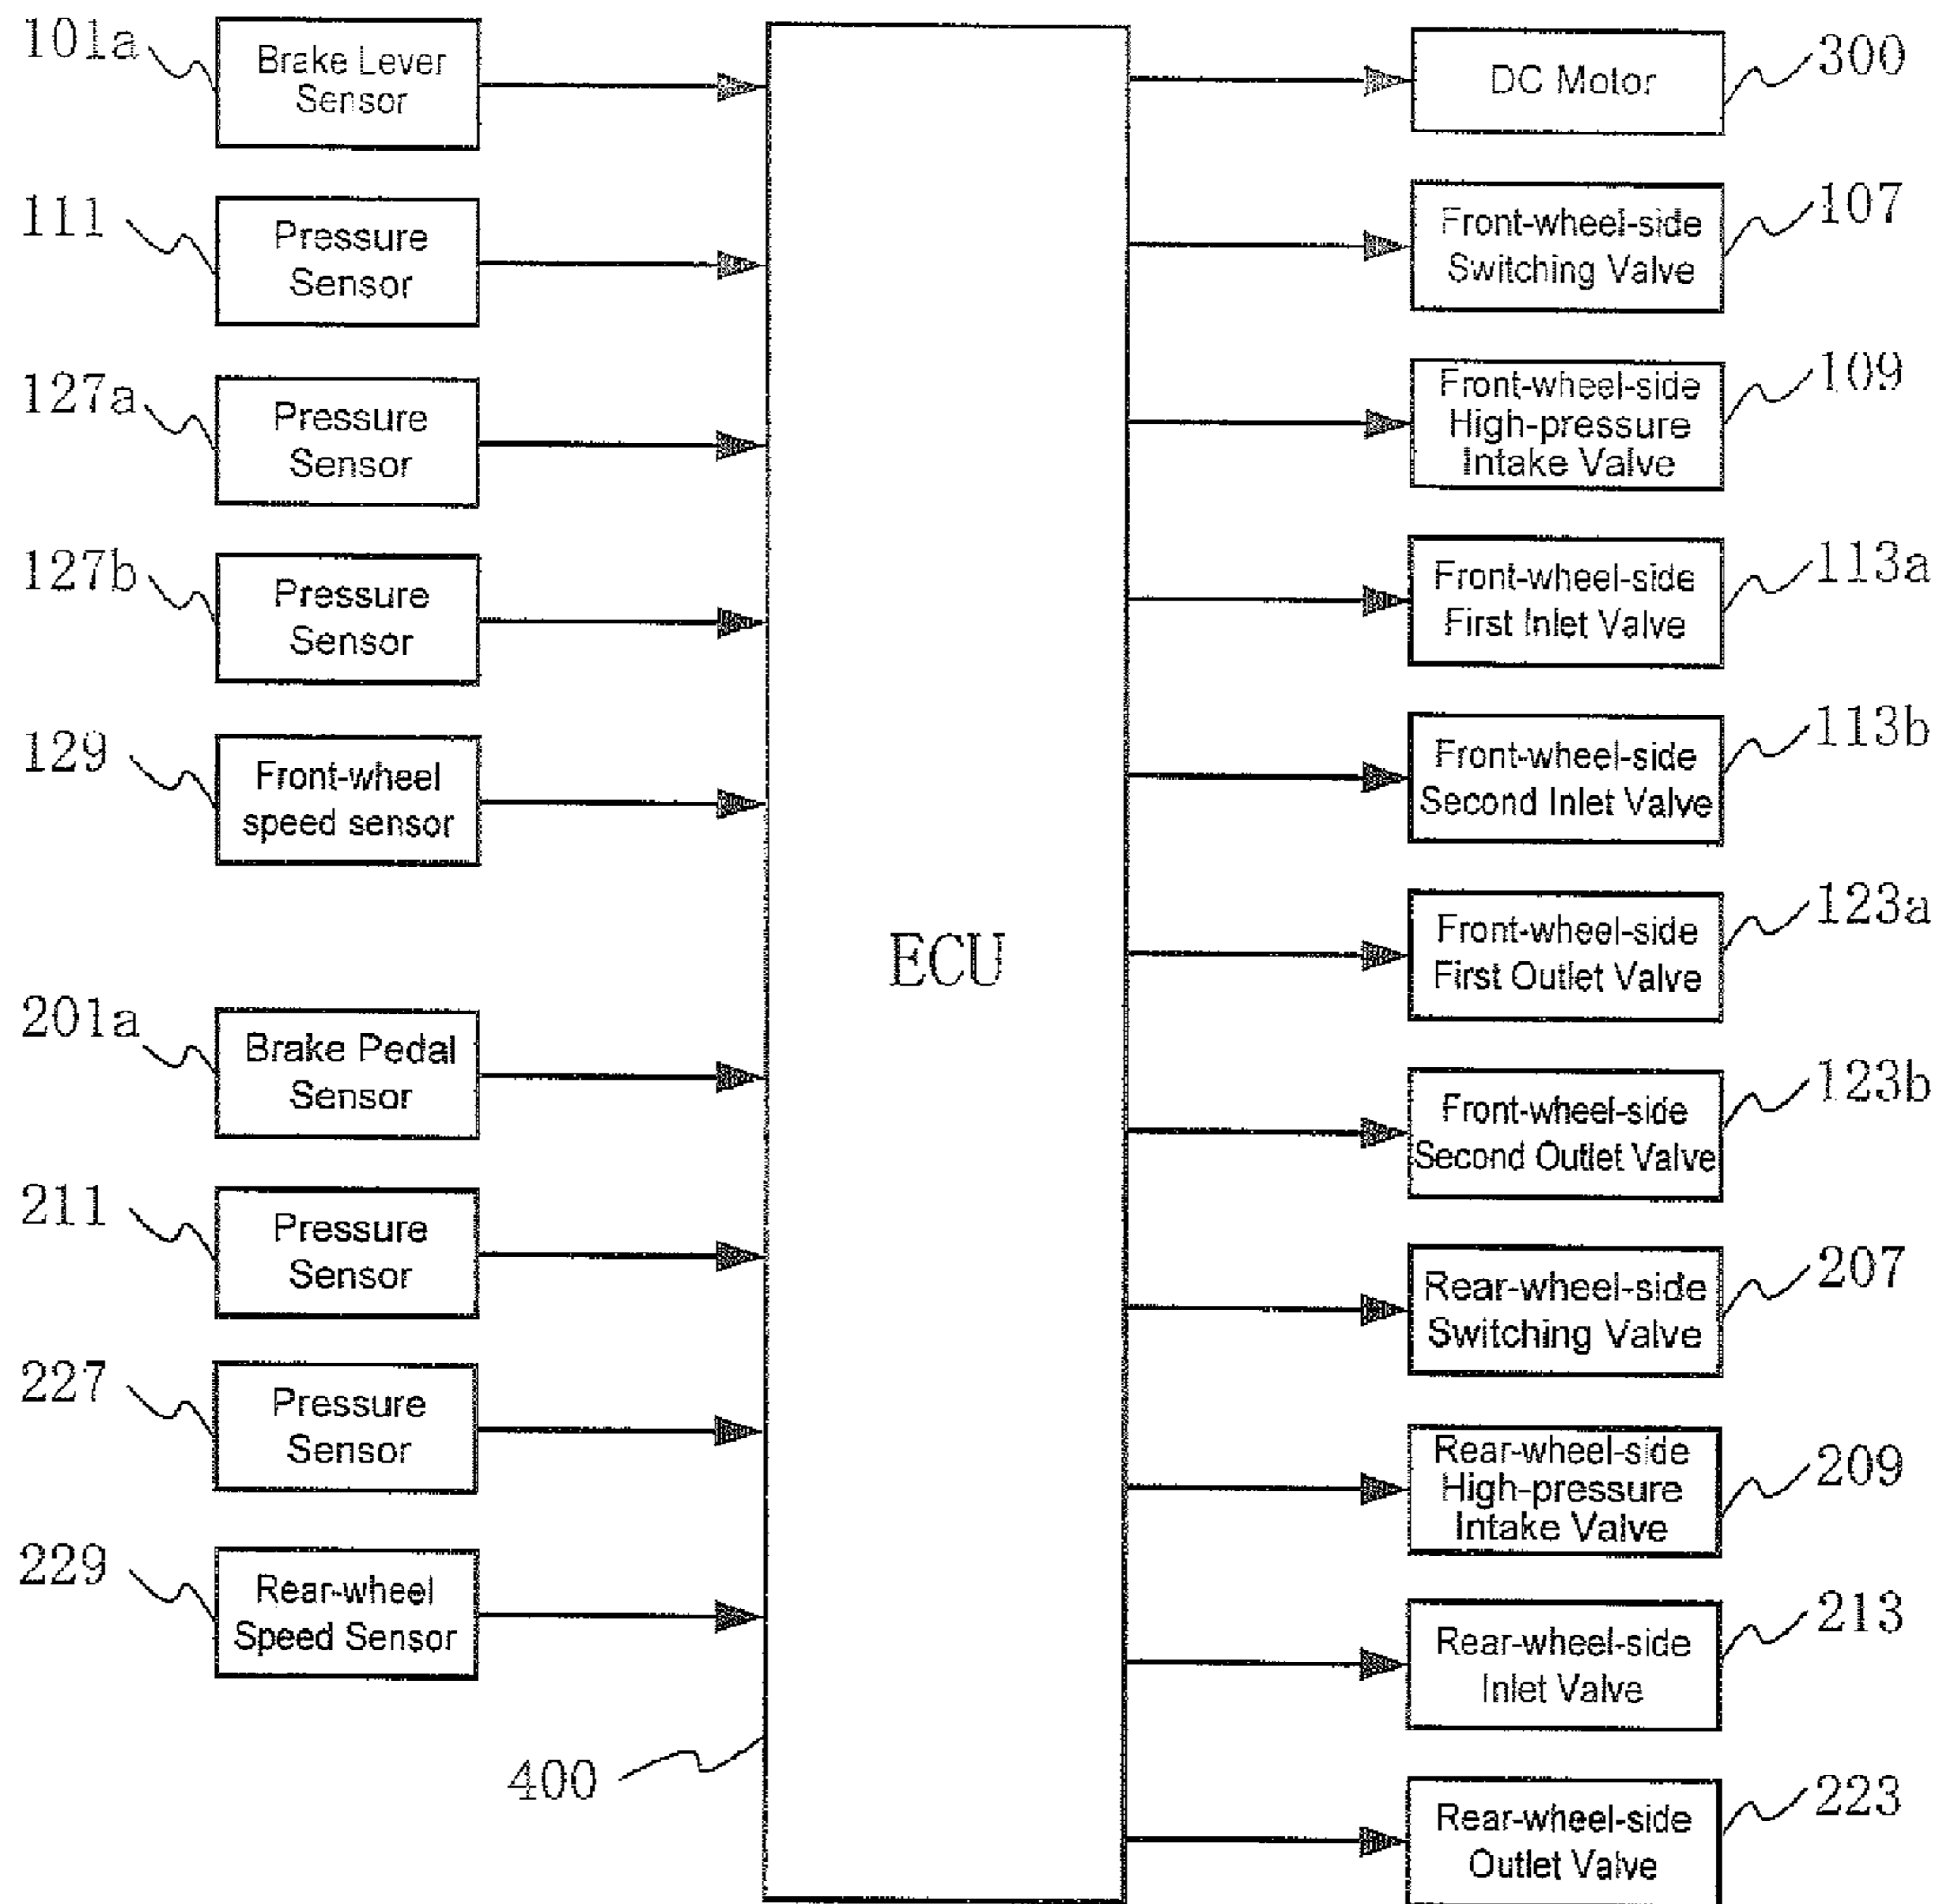 101a
Brake Lever
Sensor
111
Pressure
Sensor
127a
Pressure
Sensor
127b
Pressure
Sensor
129
Front-wheel
speed sensor
201a
Brake Pedal
Sensor
211
Pressure
Sensor
227
Pressure
Sensor
229
Rear-wheel
Speed Sensor
ECU
400
DC Motor
300
Front-wheel-side
Switching Valve
107
Front-wheel-side
High-pressure
Intake Valve
109
Front-wheel-side
First Inlet Valve
113a
Front-wheel-side
Second Inlet Valve
113b
Front-wheel-side
First Outlet Valve
123a
Front-wheel-side
Second Outlet Valve
123b
Rear-wheel-side
Switching Valve
207
Rear-wheel-side
High-pressure
Intake Valve
209
Rear-wheel-side
Inlet Valve
213
Rear-wheel-side
Outlet Valve
223